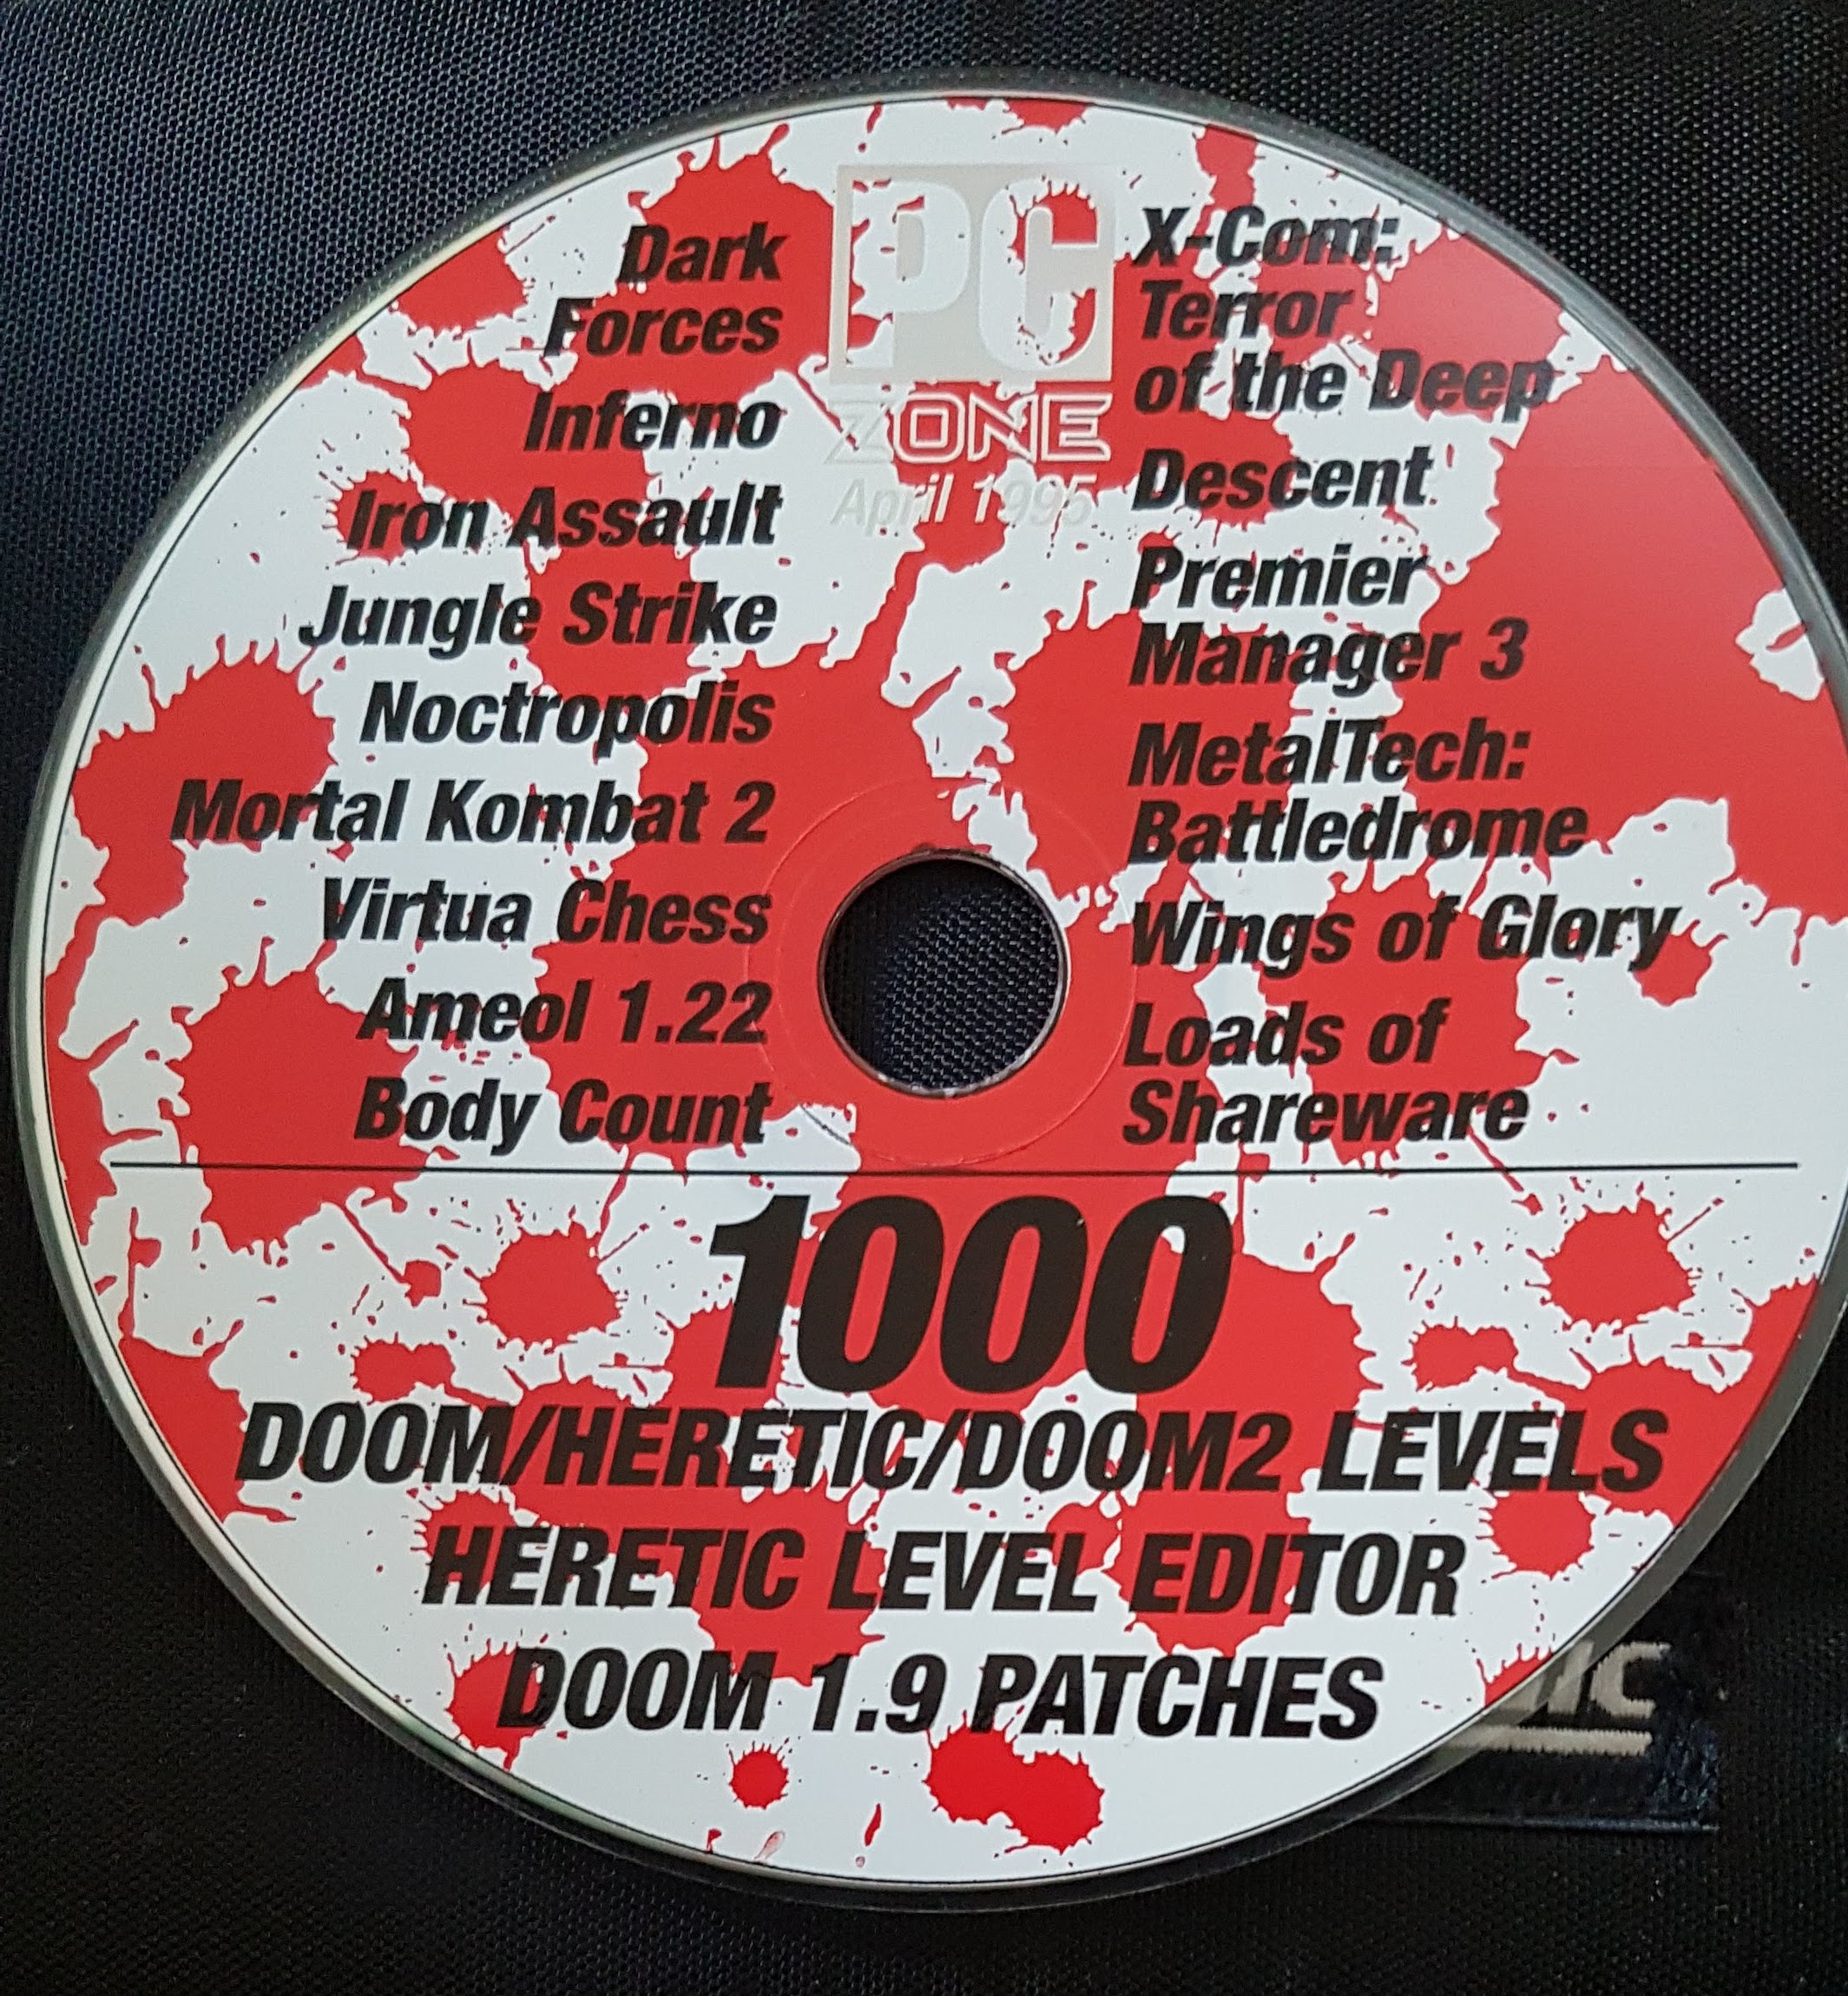 PC
ZONE
April 1995
Dark
Forces
Inferno
Iron Assault
Jungle Strike
Noctropolis
Mortal Kombat 2
Virtua Chess
Ameol 1.22
Body Count
X-Com:
Terror
of the Deep
Descent
Premier
Manager 3
MetalTech:
Battledrome
Wings of Glory
Loads of
Shareware
1000
DOOM/HERETIC/DOOM2 LEVELS
HERETIC LEVEL EDITOR
DOOM 1.9 PATCHES